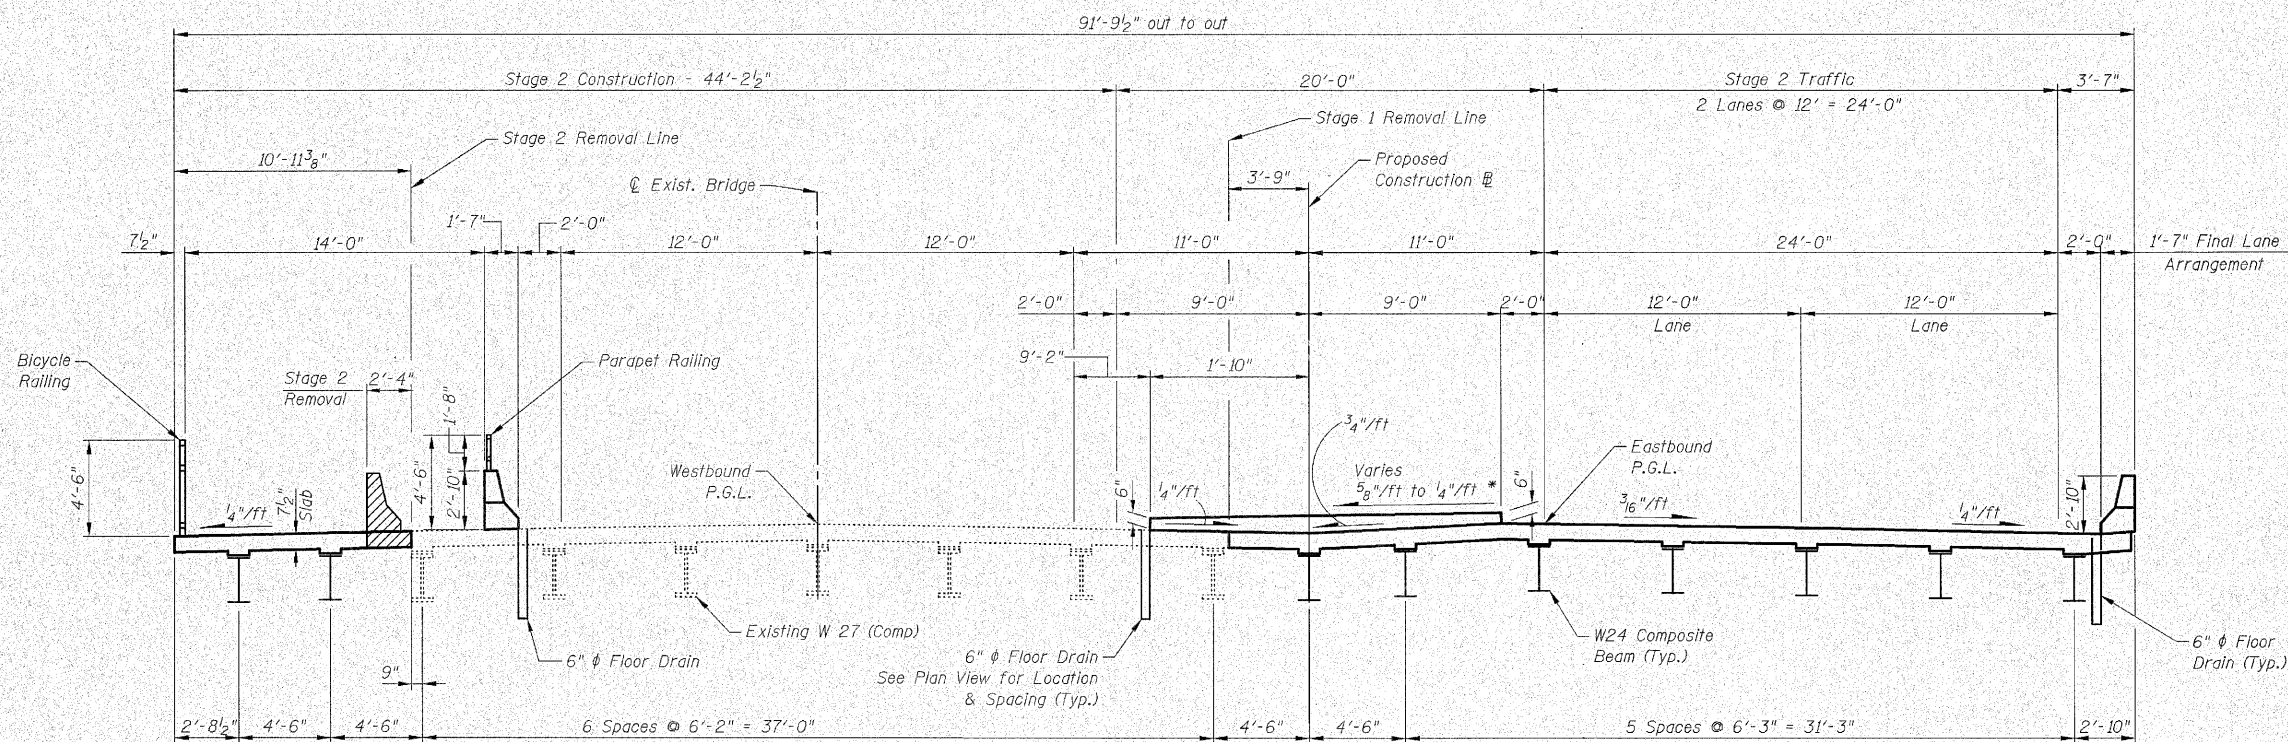 91'-9½" out to out
Stage 2 Construction - 44'-2½"
20'-0"
Stage 2 Traffic
3'-7"
2 Lanes @ 12' = 24'-0"
Stage 1 Removal Line
Stage 2 Removal Line
10'-11⅜"
Proposed
Construction ℄
3'-9"
℄ Exist. Bridge
1'-7"
2'-0"
7½"
14'-0"
12'-0"
12'-0"
11'-0"
11'-0"
24'-0"
2'-0"
1'-7" Final Lane
Arrangement
2'-0"
9'-0"
9'-0"
2'-0"
12'-0"
Lane
12'-0"
Lane
9'-2"
1'-10"
Bicycle
Railing
Stage 2
Removal
2'-4"
Parapet Railing
1'-8"
4'-6"
2'-10"
4'-6"
¼"/ft
7½"
Slab
Westbound
P.G.L.
6"
¼"/ft
¾"/ft
Varies
⅝"/ft to ¼"/ft *
6"
Eastbound
P.G.L.
3/16"/ft
¼"/ft
2'-10"
Existing W 27 (Comp)
6" ϕ Floor Drain
9"
6" ϕ Floor Drain
See Plan View for Location
& Spacing (Typ.)
W24 Composite
Beam (Typ.)
6" ϕ Floor
Drain (Typ.)
2'-8½"
4'-6"
4'-6"
6 Spaces @ 6'-2" = 37'-0"
4'-6"
4'-6"
5 Spaces @ 6'-3" = 31'-3"
2'-10"